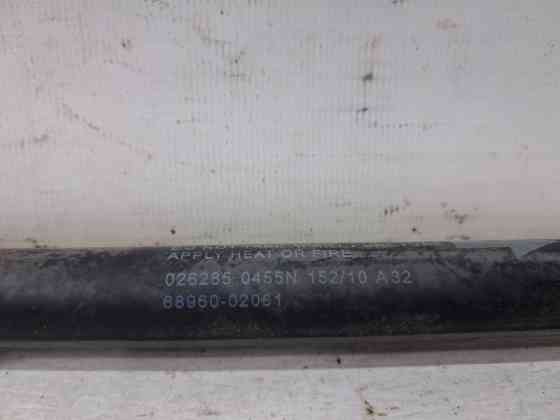 APPLY HEAT OR FIRE
026285 0455N 152/10 A32
68960-02061